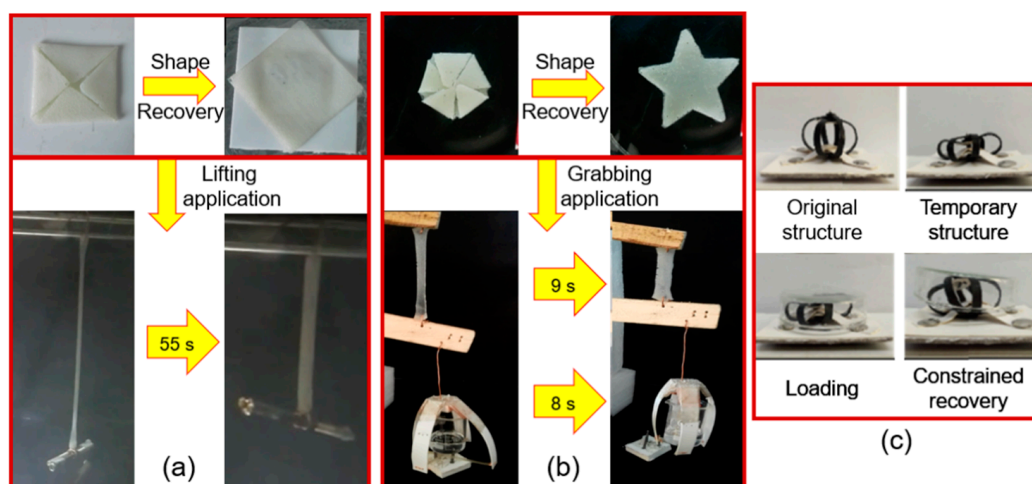 Shape
Recovery
Lifting
application
55 s
(a)
Shape
Recovery
Grabbing
application
9 s
8 s
(b)
Original
structure
Temporary
structure
Loading
Constrained
recovery
(c)